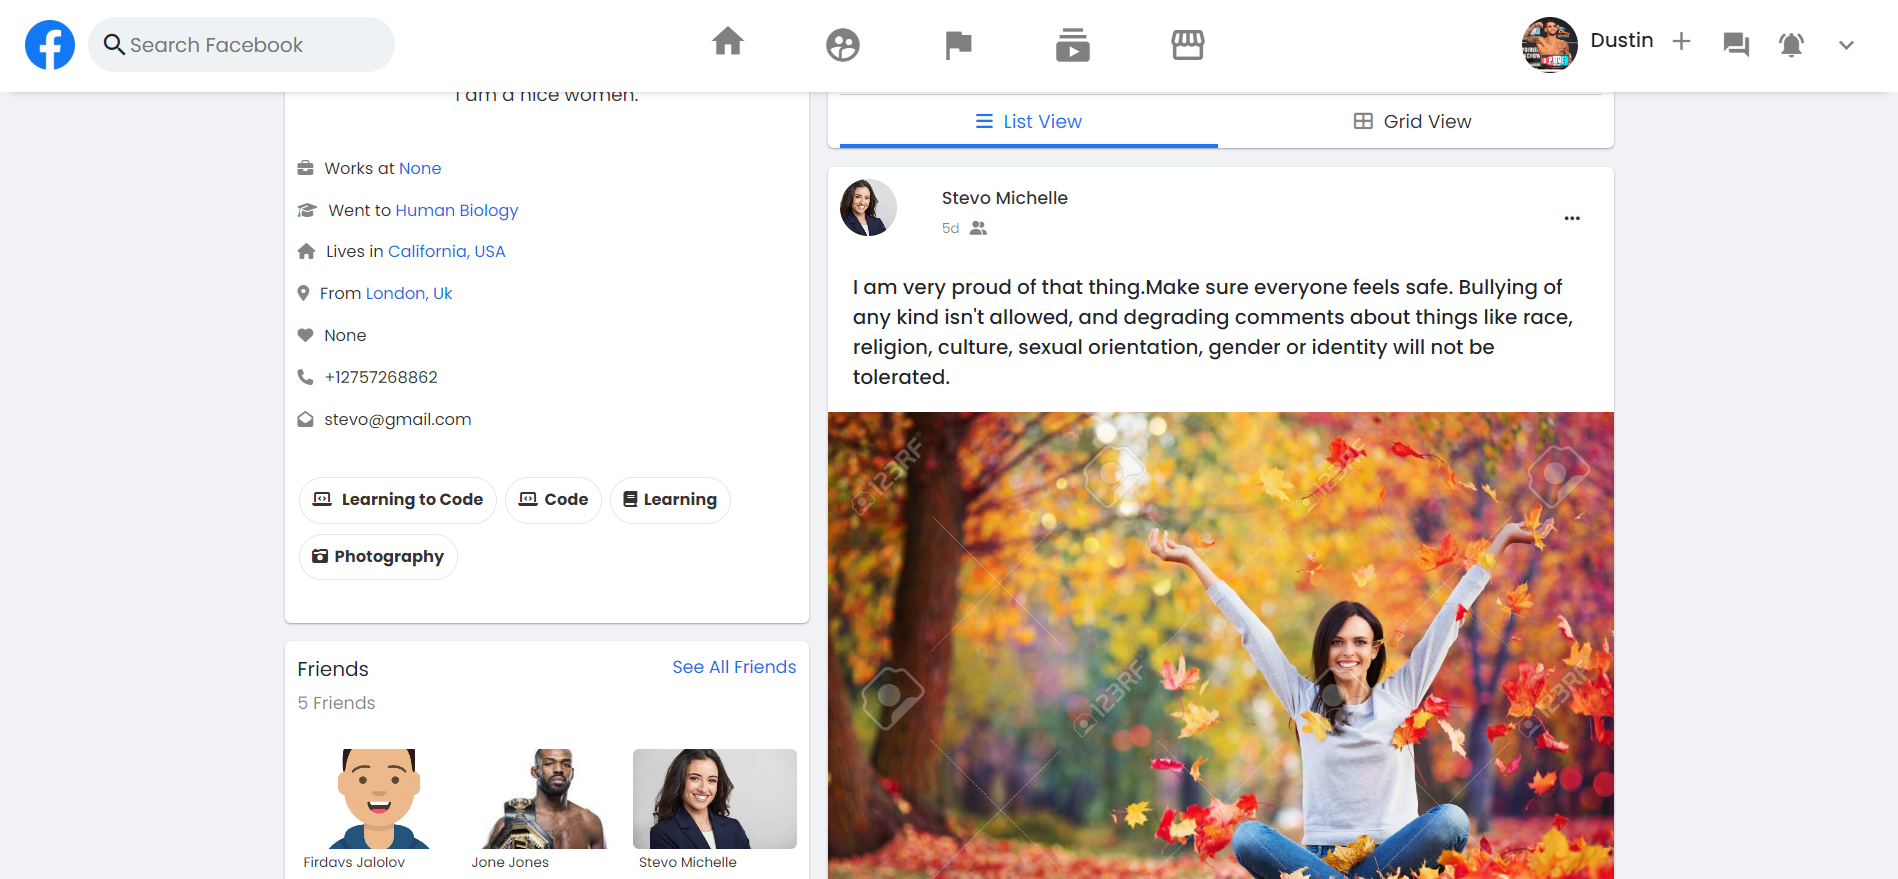 Search Facebook
Dustin
I am a nice women.
Works at None
Went to Human Biology
Lives in California, USA
From London, Uk
None
+12757268862
stevo@gmail.com
Learning to Code
Code
Learning
Photography
Friends
See All Friends
5 Friends
Firdavs Jalolov
Jone Jones
Stevo Michelle
List View
Grid View
Stevo Michelle
5d
I am very proud of that thing.Make sure everyone feels safe. Bullying of
any kind isn't allowed, and degrading comments about things like race,
religion, culture, sexual orientation, gender or identity will not be
tolerated.
123RF
123RF
123RF
123RF